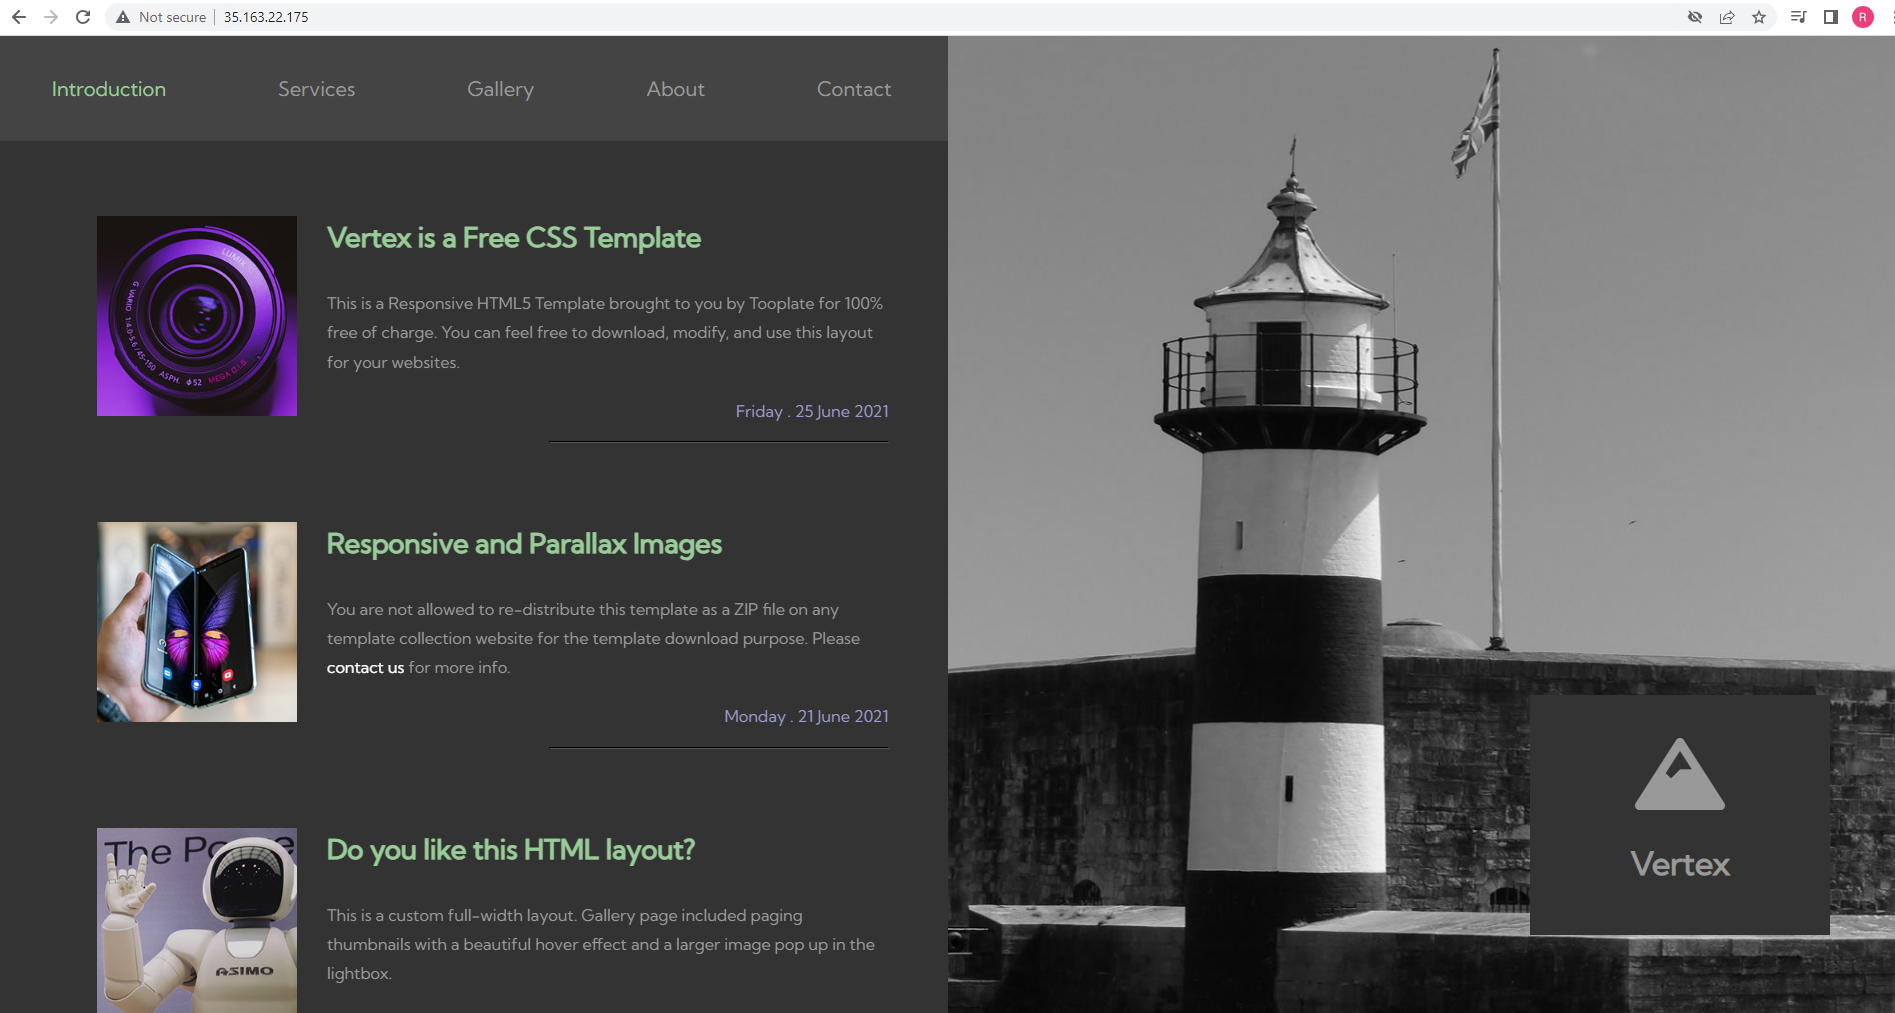 Not secure | 35.163.22.175
R
Introduction Services Gallery About Contact
LUMIX
G VARIO 1:4.0-5.6/45-150 ASPH. ϕ52 MEGA O.I.S.
Vertex is a Free CSS Template
This is a Responsive HTML5 Template brought to you by Tooplate for 100%
free of charge. You can feel free to download, modify, and use this layout
for your websites.
Friday . 25 June 2021
Responsive and Parallax Images
You are not allowed to re-distribute this template as a ZIP file on any
template collection website for the template download purpose. Please
contact us for more info.
Monday . 21 June 2021
The Po
ASIMO
Do you like this HTML layout?
This is a custom full-width layout. Gallery page included paging
thumbnails with a beautiful hover effect and a larger image pop up in the
lightbox.
Vertex